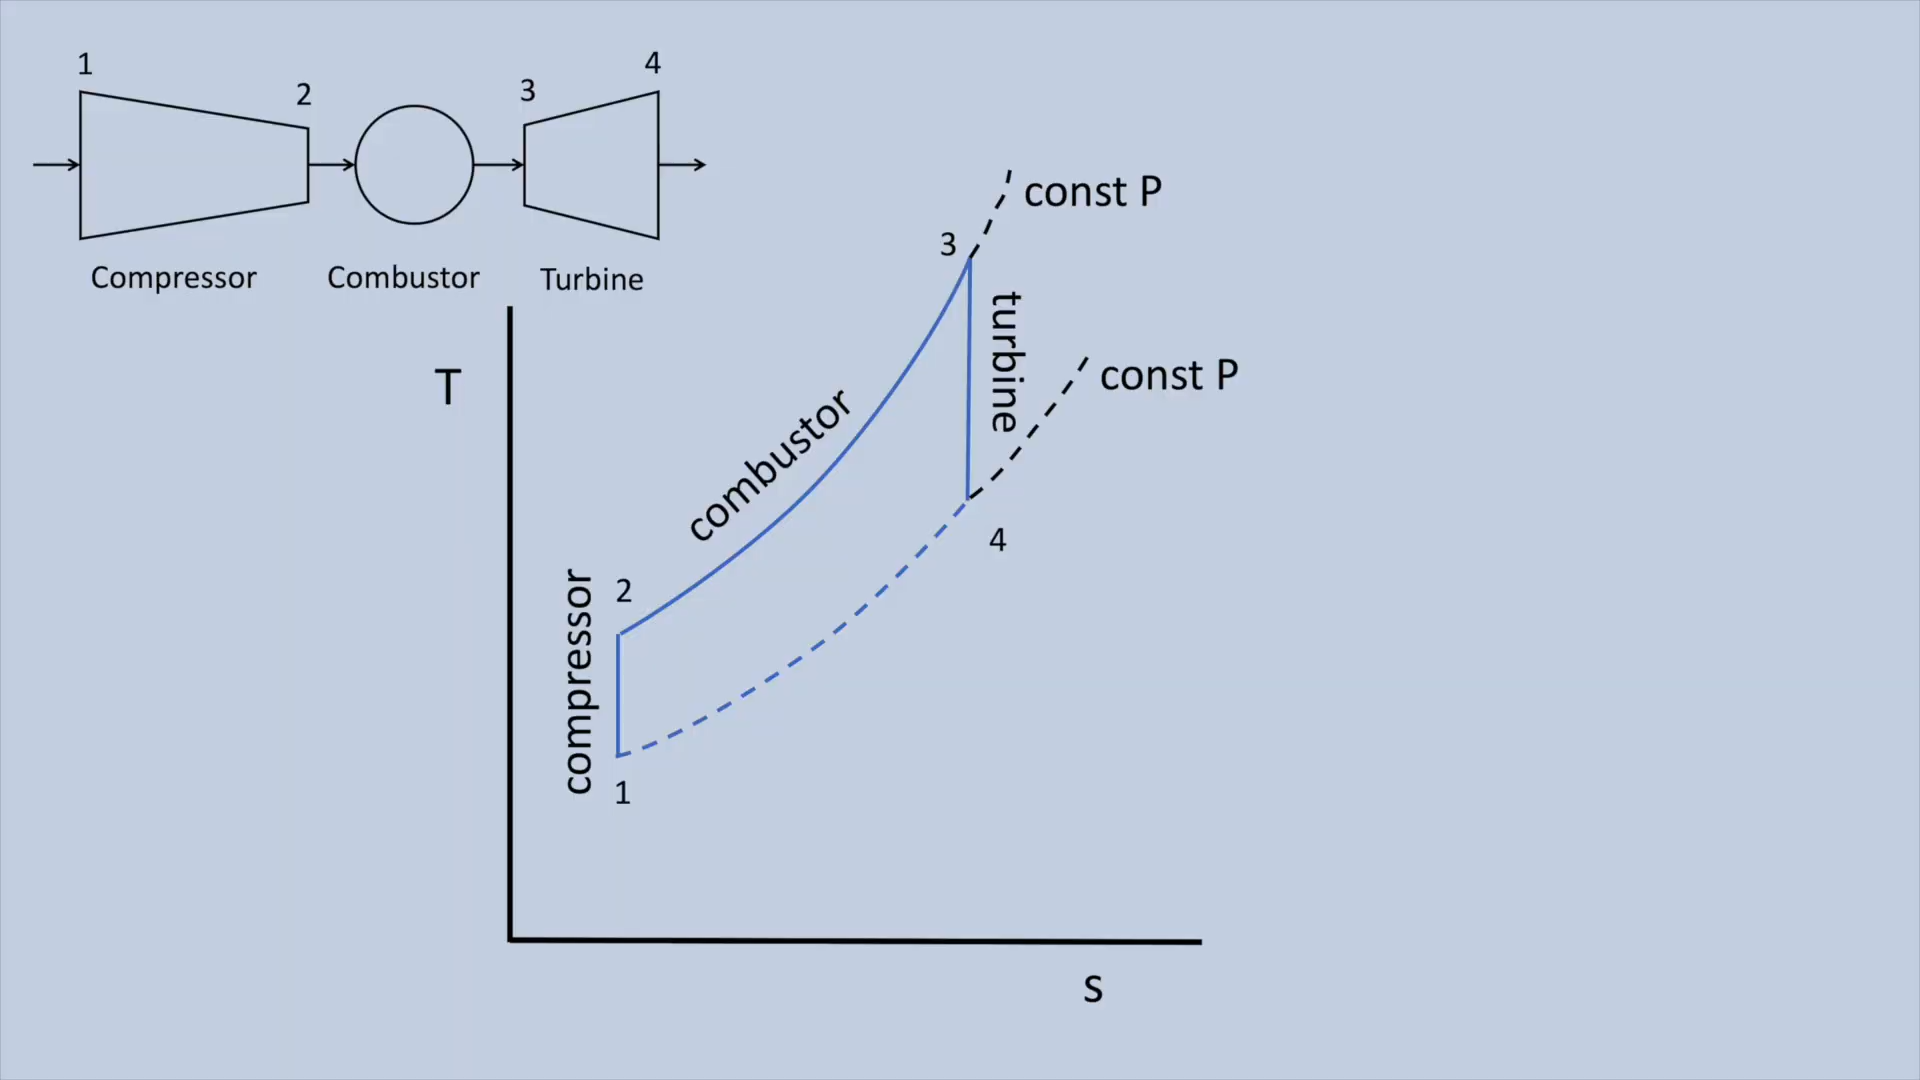 1
2
3
4
Compressor
Combustor
Turbine
const P
3
turbine
T
const P
combustor
4
2
compressor
1
s